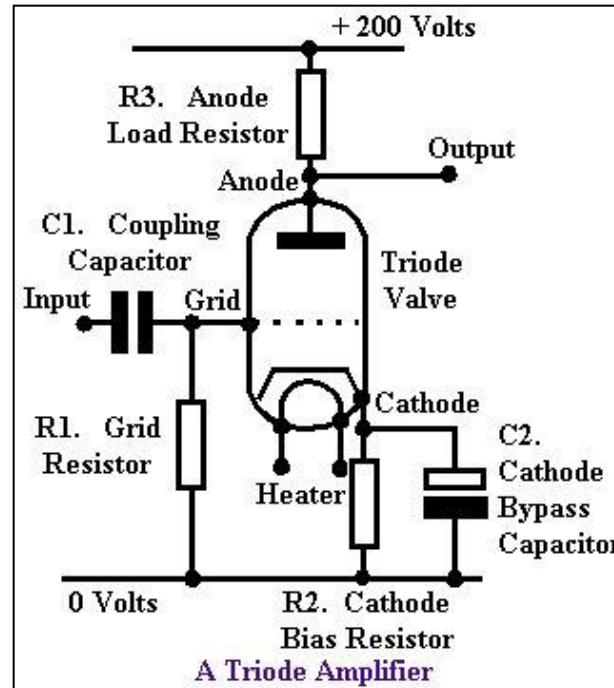 + 200 Volts
R3. Anode
Load Resistor
Output
Anode
C1. Coupling
Capacitor
Triode
Valve
Input
Grid
Cathode
R1. Grid
Resistor
C2.
Cathode
Bypass
Capacitor
Heater
0 Volts
R2. Cathode
Bias Resistor
A Triode Amplifier